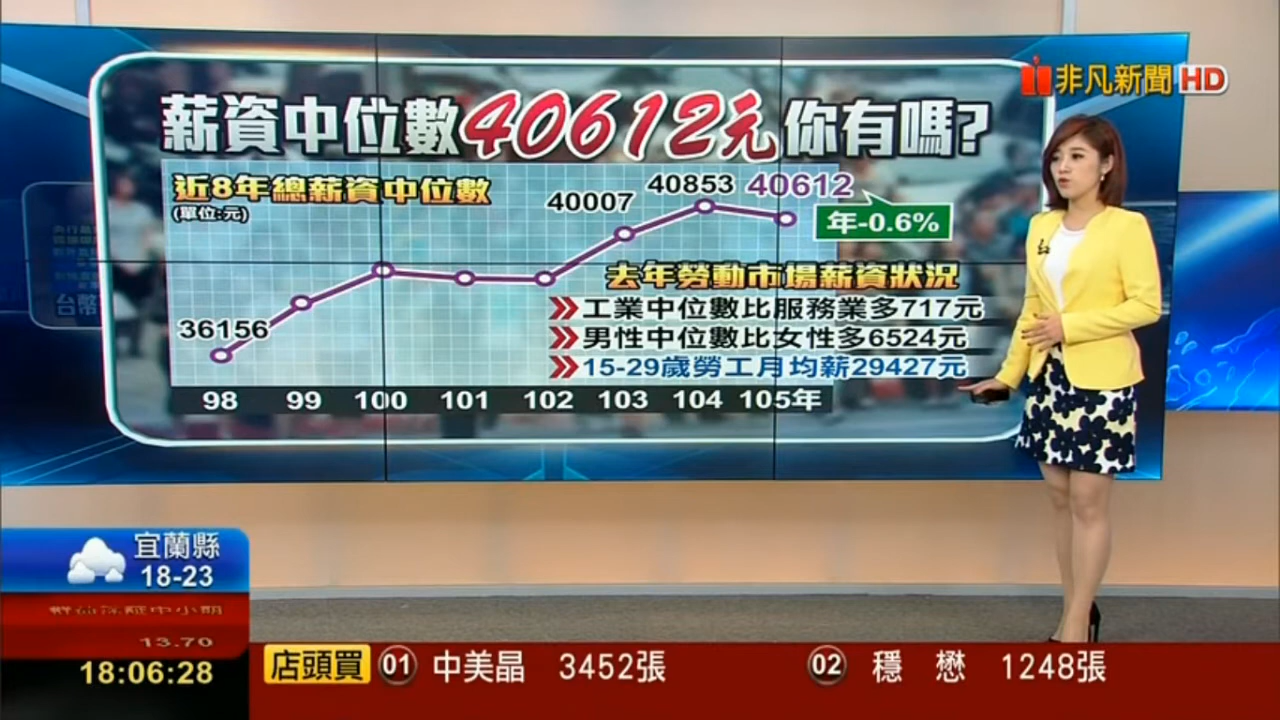 非凡新聞HD
薪資中位數40612元你有嗎?
近8年總薪資中位數
(單位:元)
36156
40007
40853
40612
年-0.6%
去年勞動市場薪資狀況
工業中位數比服務業多717元
男性中位數比女性多6524元
15-29歲勞工月均薪29427元
98 99 100 101 102 103 104 105年
台幣
宜蘭縣
18-23
13.70
18:06:28
店頭買 01 中美晶 3452張 02 穩懋 1248張